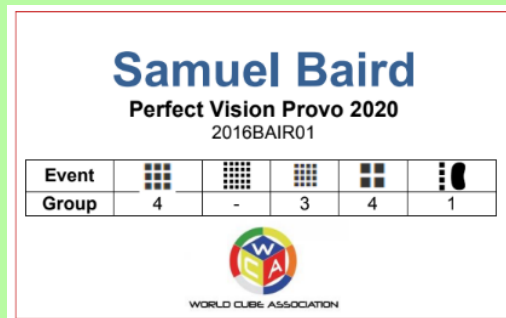 Samuel Baird
Perfect Vision Provo 2020
2016BAIR01
Event
Group 4 - 3 4 1
W
C A
WORLD CUBE ASSOCIATION